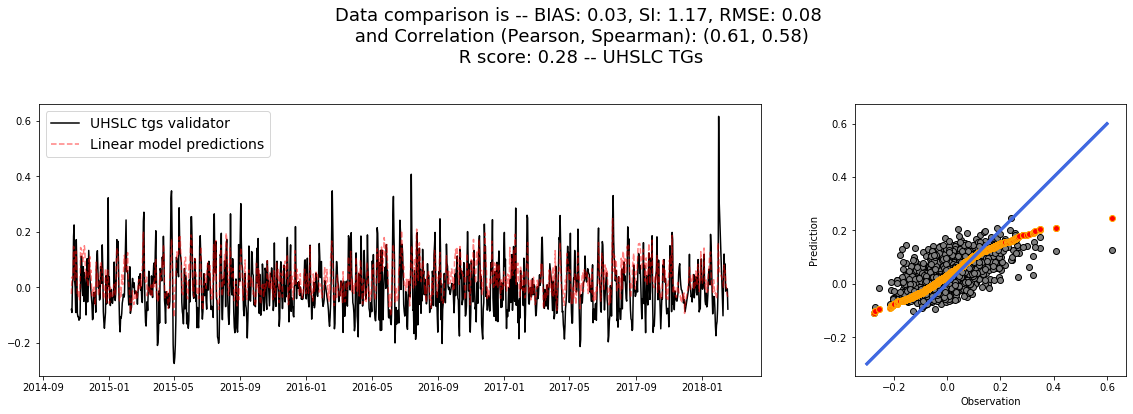 Data comparison is -- BIAS: 0.03, SI: 1.17, RMSE: 0.08
and Correlation (Pearson, Spearman): (0.61, 0.58)
R score: 0.28 -- UHSLC TGs
UHSLC tgs validator
Linear model predictions
0.6
0.4
0.2
0.0
−0.2
2014-09 2015-01 2015-05 2015-09 2016-01 2016-05 2016-09 2017-01 2017-05 2017-09 2018-01
Prediction
0.6
0.4
0.2
0.0
−0.2
−0.2 0.0 0.2 0.4 0.6
Observation